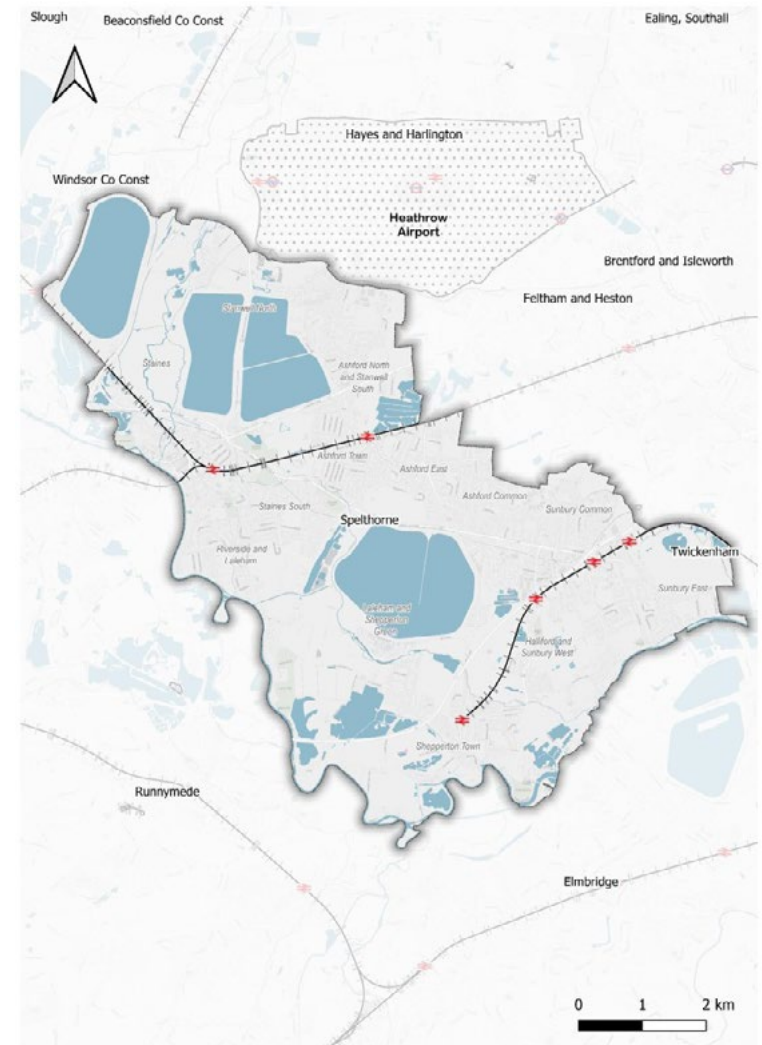 Slough
Beaconsfield Co Const
Ealing, Southall
Hayes and Harlington
Windsor Co Const
Heathrow
Airport
Brentford and Isleworth
Feltham and Heston
Stanwell North
Staines
Ashford North
and Stanwell
South
Ashford Town
Ashford East
Ashford Common
Staines South
Sunbury Common
Spelthorne
Riverside and
Laleham
Twickenham
Sunbury East
Laleham and
Shepperton
Green
Halliford and
Sunbury West
Shepperton Town
Runnymede
Elmbridge
0 1 2 km